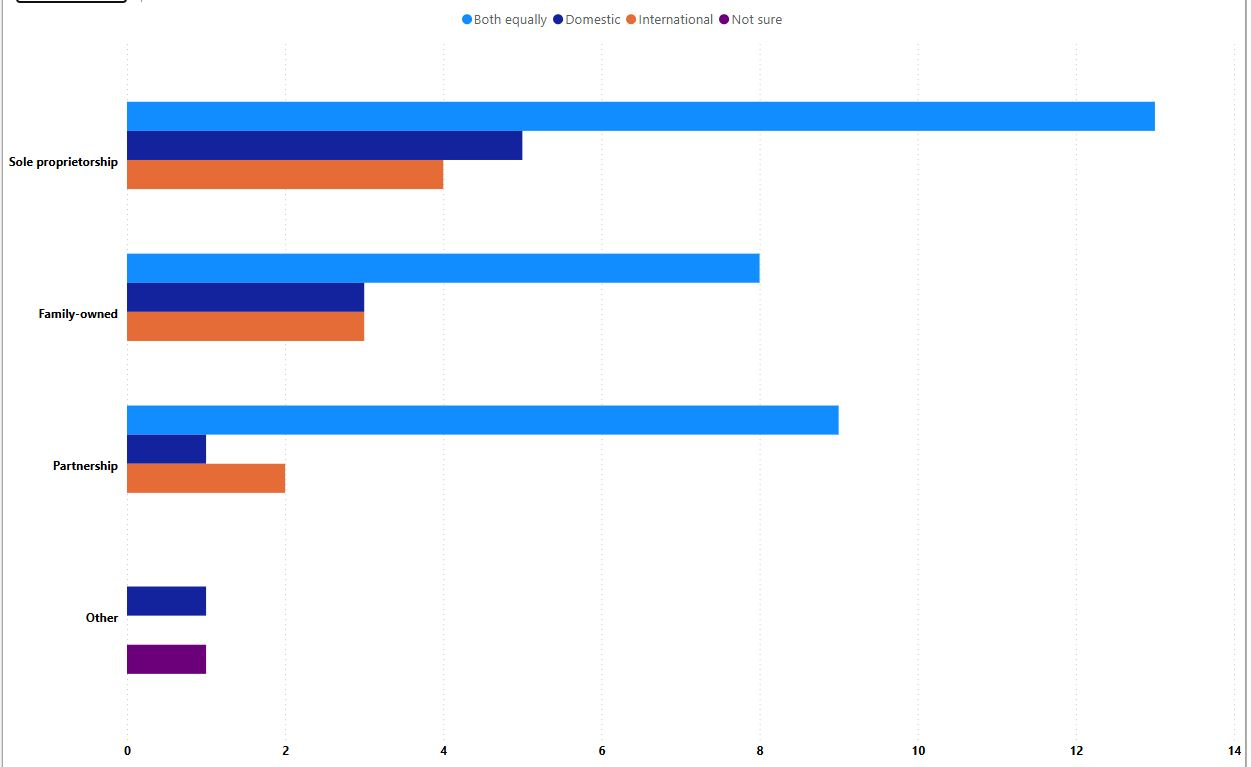 Both equally Domestic International Not sure
Sole proprietorship
Family-owned
Partnership
Other
0 2 4 6 8 10 12 14